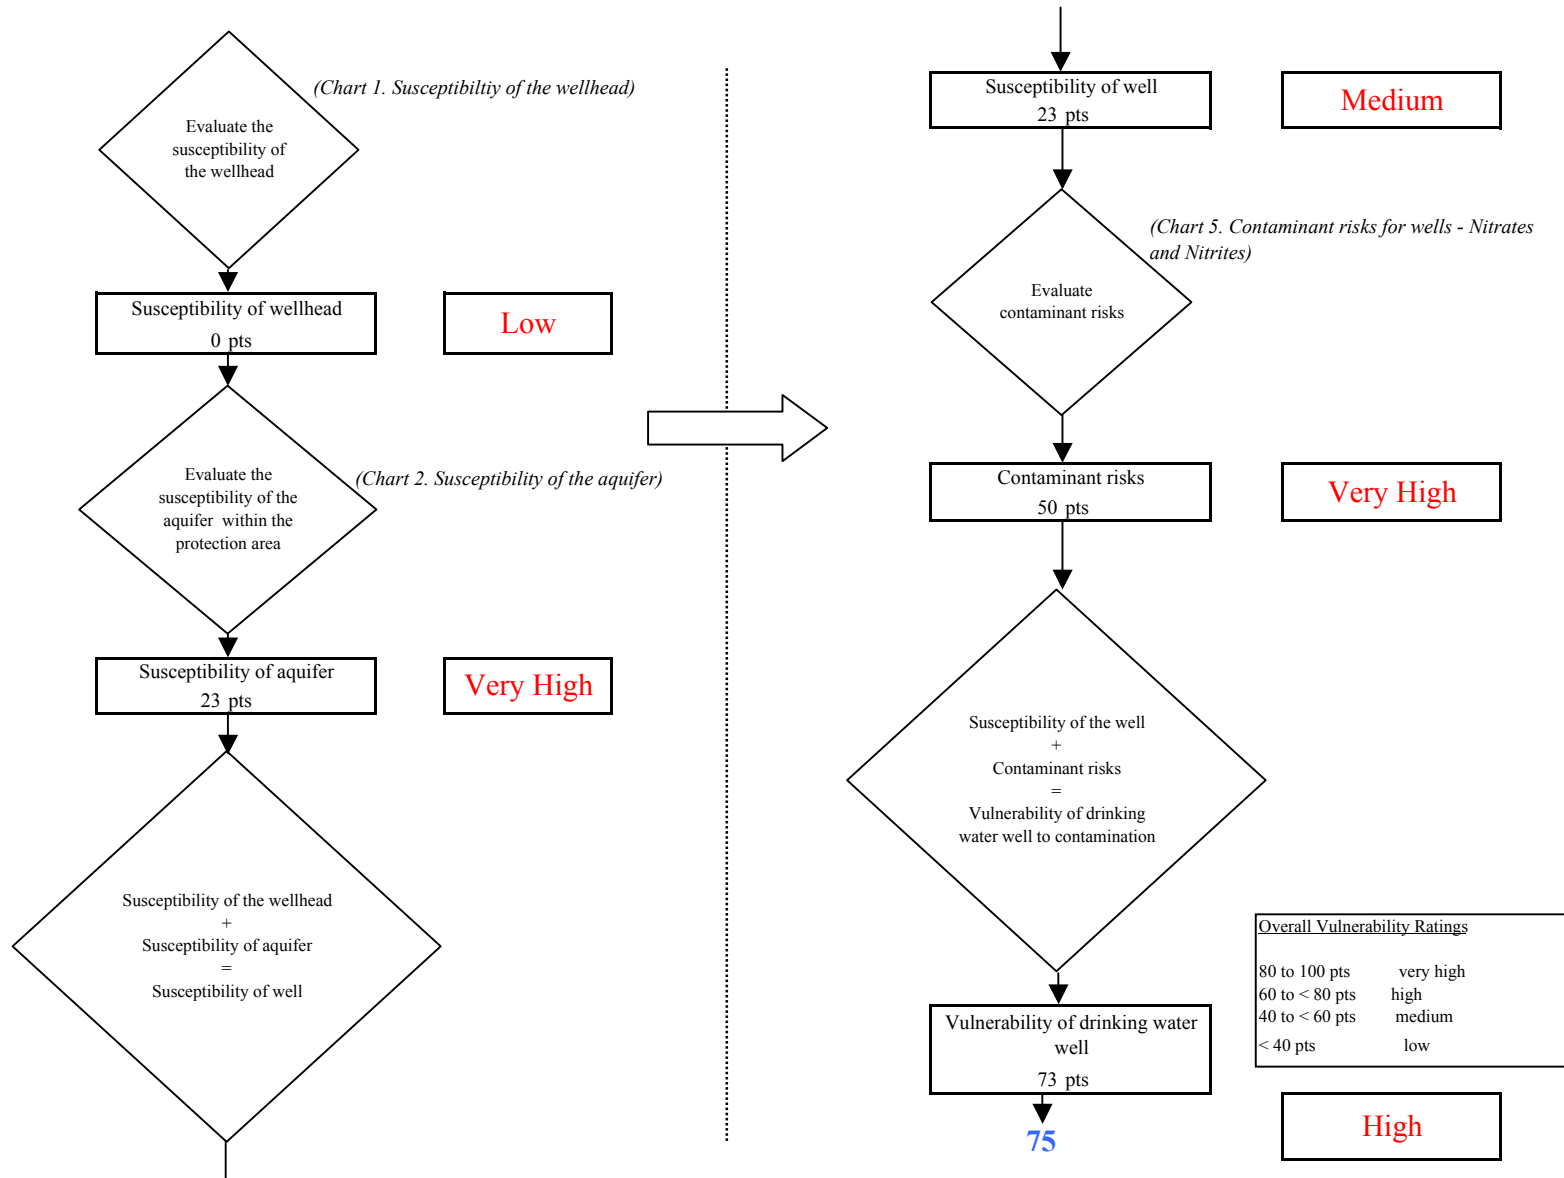 (Chart 1. Susceptibiltiy of the wellhead)
Evaluate the
susceptibility of
the wellhead
Susceptibility of wellhead
0 pts
Low
Evaluate the
susceptibility of the
aquifer within the
protection area
(Chart 2. Susceptibility of the aquifer)
Susceptibility of aquifer
23 pts
Very High
Susceptibility of the wellhead
+
Susceptibility of aquifer
=
Susceptibility of well
Susceptibility of well
23 pts
Medium
(Chart 5. Contaminant risks for wells - Nitrates
and Nitrites)
Evaluate
contaminant risks
Contaminant risks
50 pts
Very High
Susceptibility of the well
+
Contaminant risks
=
Vulnerability of drinking
water well to contamination
Overall Vulnerability Ratings
80 to 100 pts very high
60 to < 80 pts high
40 to < 60 pts medium
< 40 pts low
Vulnerability of drinking water
well
73 pts
75
High